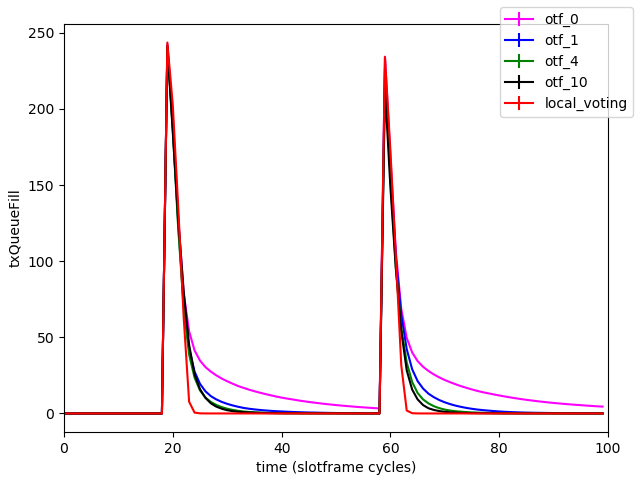 otf_0
otf_1
otf_4
otf_10
local_voting
250
200
150
100
50
0
txQueueFill
0 20 40 60 80 100
time (slotframe cycles)